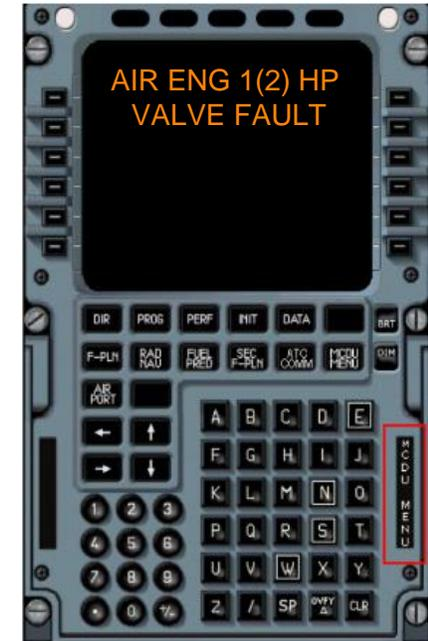 AIR ENG 1(2) HP
VALVE FAULT
DIR PROG PERF INIT DATA
BRT
F-PLN RAD NAV FUEL PRED SEC F-PLN ATC COMM MCDU MENU DIM
AIR PORT
← ↑
→ ↓
A B C D E
F G H I J
K L M N O
P Q R S T
U V W X Y
Z / SP OVFY Δ CLR
1 2 3
4 5 6
7 8 9
. 0 +/-
MCDU MENU